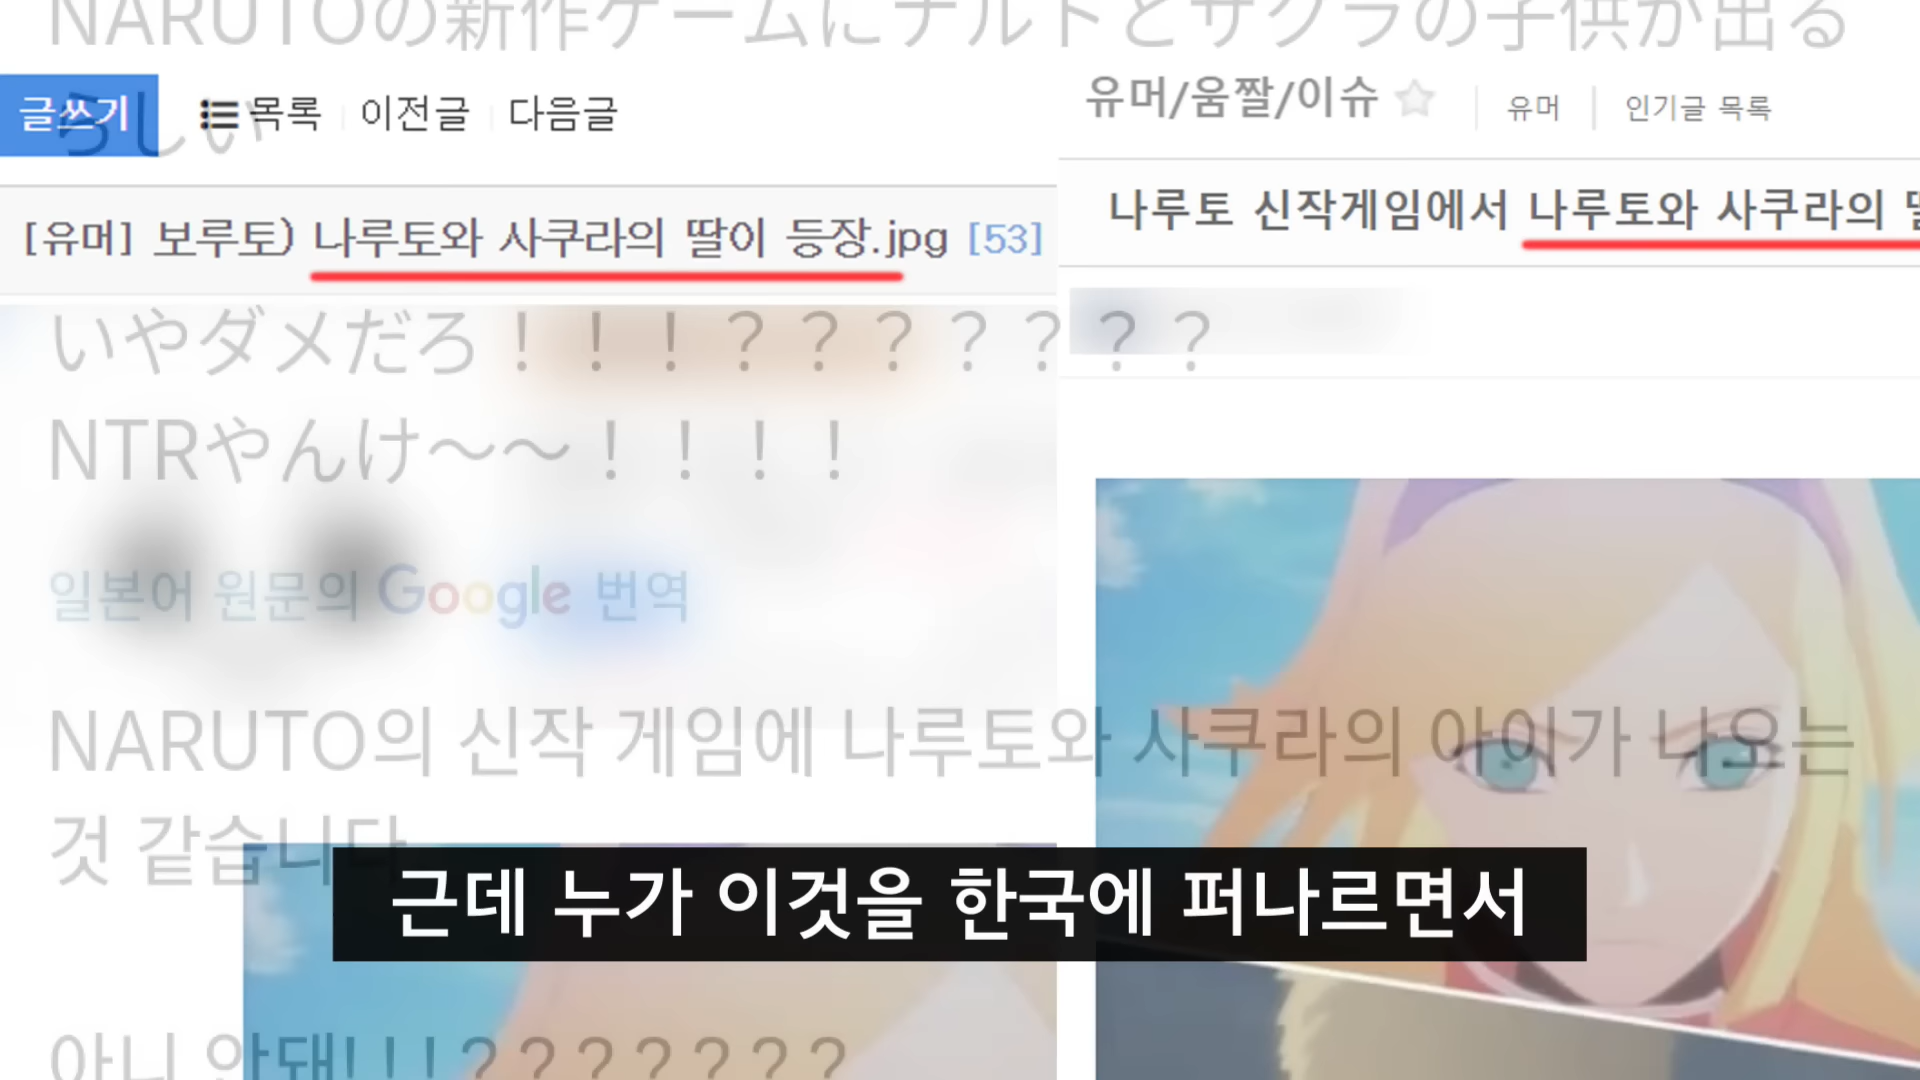 NARUTOの新作ゲームにナルトとサクラの子供が出る
らしい
글쓰기 목록 이전글 다음글
유머/움짤/이슈 유머 인기글 목록
[유머] 보루토) 나루토와 사쿠라의 딸이 등장.jpg [53]
나루토 신작게임에서 나루토와 사쿠라의
いやダメだろ！！！？？？？？？？
NTRやんけ〜〜！！！！
일본어 원문의 Google 번역
NARUTO의 신작 게임에 나루토와 사쿠라의 아이가 나오는
것 같습니다
근데 누가 이것을 한국에 퍼나르면서
아니 안돼!!!？？？？？？？